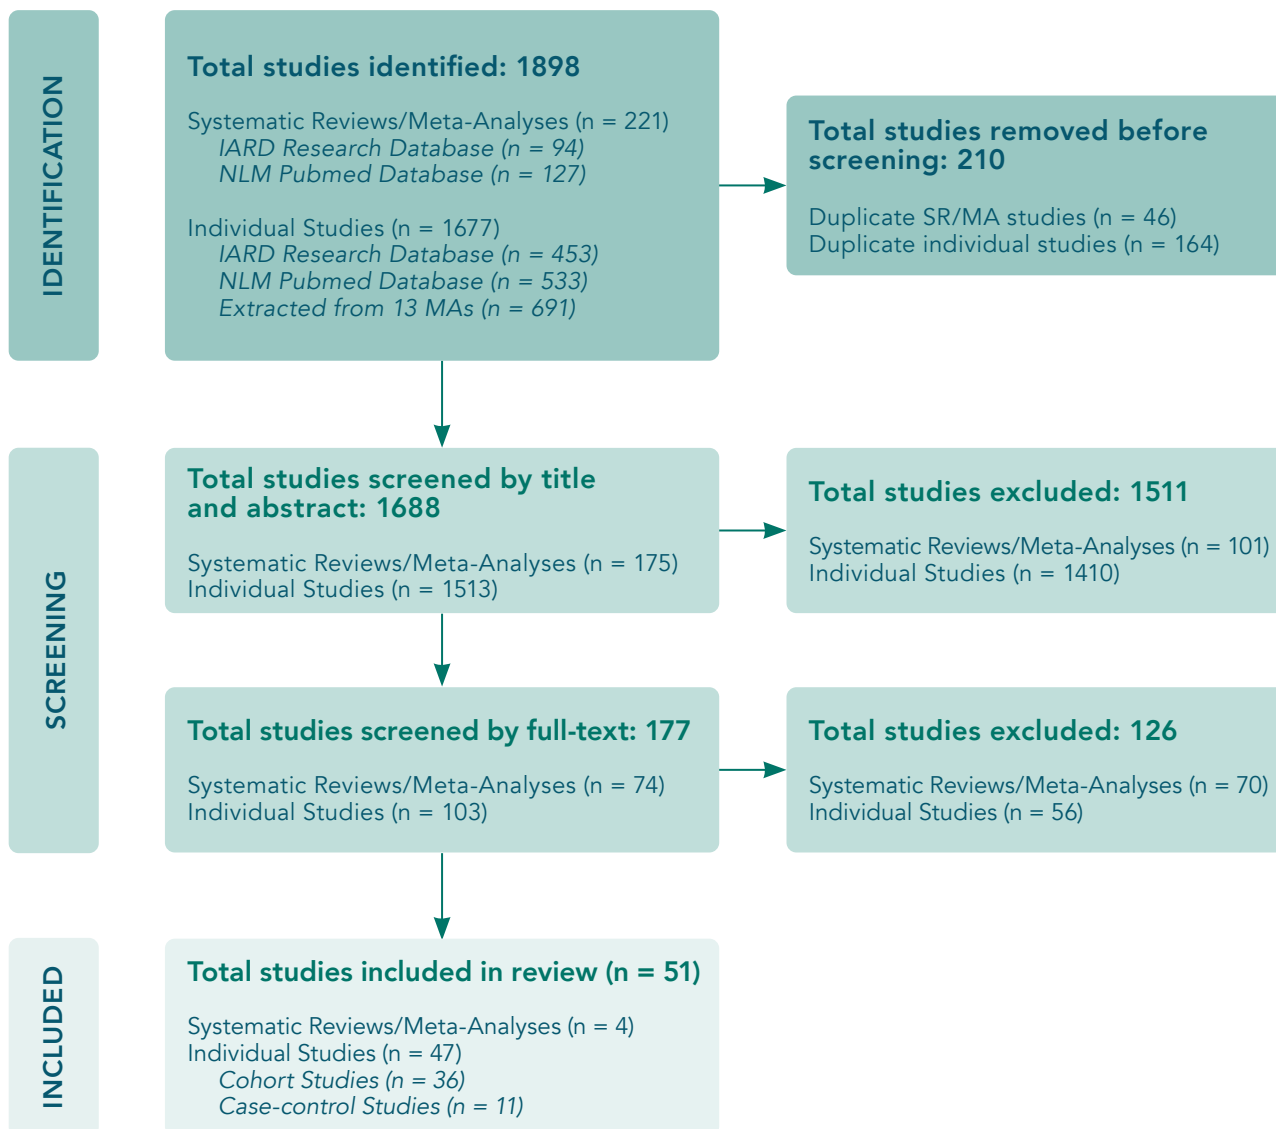 IDENTIFICATION
Total studies identified: 1898
Systematic Reviews/Meta-Analyses (n = 221)
IARD Research Database (n = 94)
NLM Pubmed Database (n = 127)
Individual Studies (n = 1677)
IARD Research Database (n = 453)
NLM Pubmed Database (n = 533)
Extracted from 13 MAs (n = 691)
Total studies removed before
screening: 210
Duplicate SR/MA studies (n = 46)
Duplicate individual studies (n = 164)
SCREENING
Total studies screened by title
and abstract: 1688
Systematic Reviews/Meta-Analyses (n = 175)
Individual Studies (n = 1513)
Total studies excluded: 1511
Systematic Reviews/Meta-Analyses (n = 101)
Individual Studies (n = 1410)
Total studies screened by full-text: 177
Systematic Reviews/Meta-Analyses (n = 74)
Individual Studies (n = 103)
Total studies excluded: 126
Systematic Reviews/Meta-Analyses (n = 70)
Individual Studies (n = 56)
INCLUDED
Total studies included in review (n = 51)
Systematic Reviews/Meta-Analyses (n = 4)
Individual Studies (n = 47)
Cohort Studies (n = 36)
Case-control Studies (n = 11)